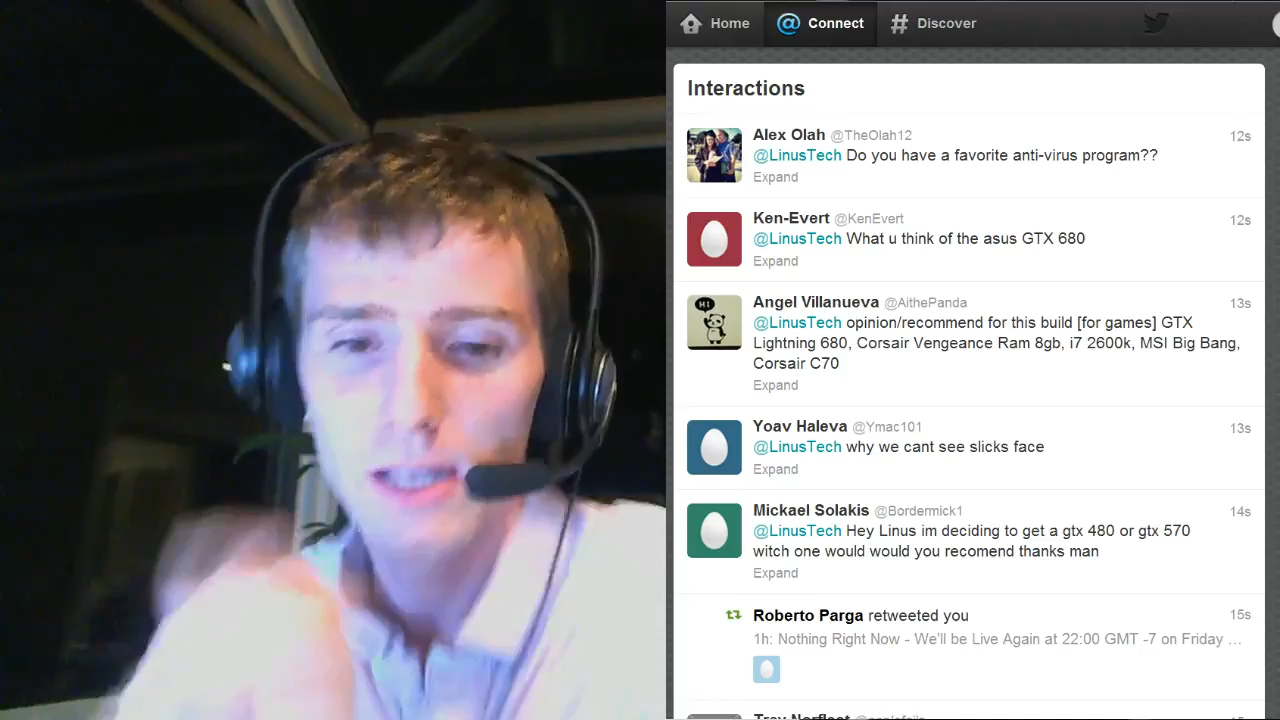 Home
Connect
Discover
Interactions
Alex Olah @TheOlah12 12s
@LinusTech Do you have a favorite anti-virus program??
Expand
Ken-Evert @KenEvert 12s
@LinusTech What u think of the asus GTX 680
Expand
HI
Angel Villanueva @AithePanda 13s
@LinusTech opinion/recommend for this build [for games] GTX
Lightning 680, Corsair Vengeance Ram 8gb, i7 2600k, MSI Big Bang,
Corsair C70
Expand
Yoav Haleva @Ymac101 13s
@LinusTech why we cant see slicks face
Expand
Mickael Solakis @Bordermick1 14s
@LinusTech Hey Linus im deciding to get a gtx 480 or gtx 570
witch one would would you recomend thanks man
Expand
Roberto Parga retweeted you 15s
1h: Nothing Right Now - We'll be Live Again at 22:00 GMT -7 on Friday ...